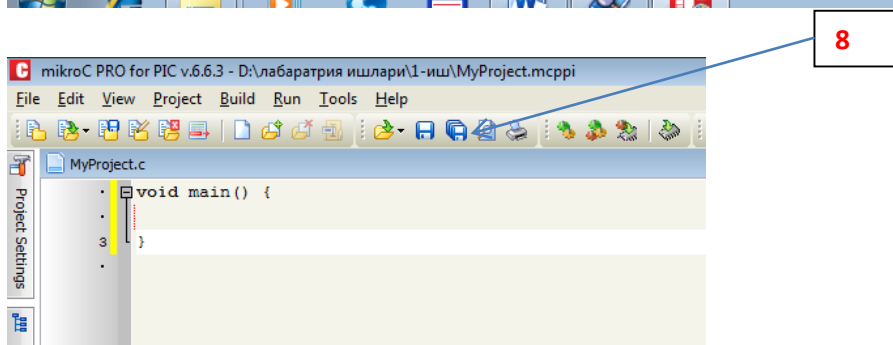 8
mikroC PRO for PIC v.6.6.3 - D:\лабаратрия ишлари\1-иш\MyProject.mcppi
File Edit View Project Build Run Tools Help
MyProject.c
void main() {
3 }
Project Settings